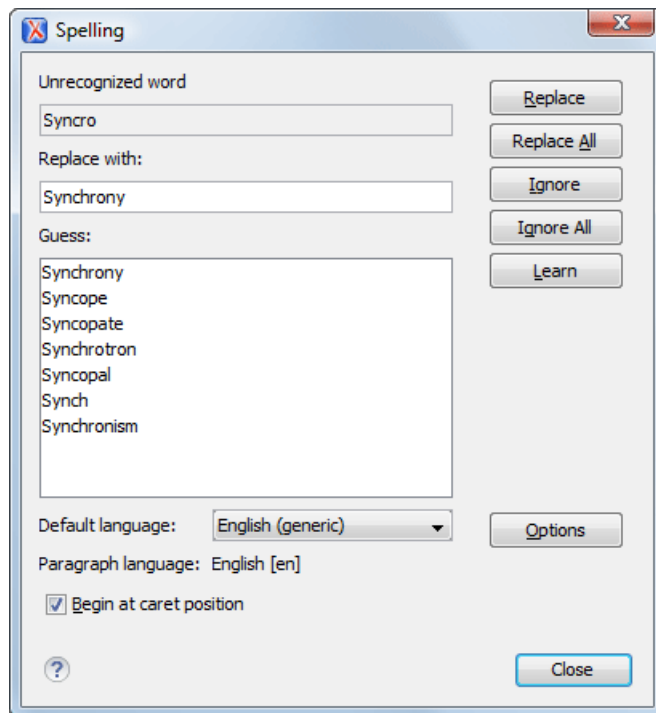 Spelling
Unrecognized word
Syncro
Replace with:
Synchrony
Guess:
Synchrony
Syncope
Syncopate
Synchrotron
Syncopal
Synch
Synchronism
Default language: English (generic)
Paragraph language: English [en]
Begin at caret position
Replace
Replace All
Ignore
Ignore All
Learn
Options
?
Close